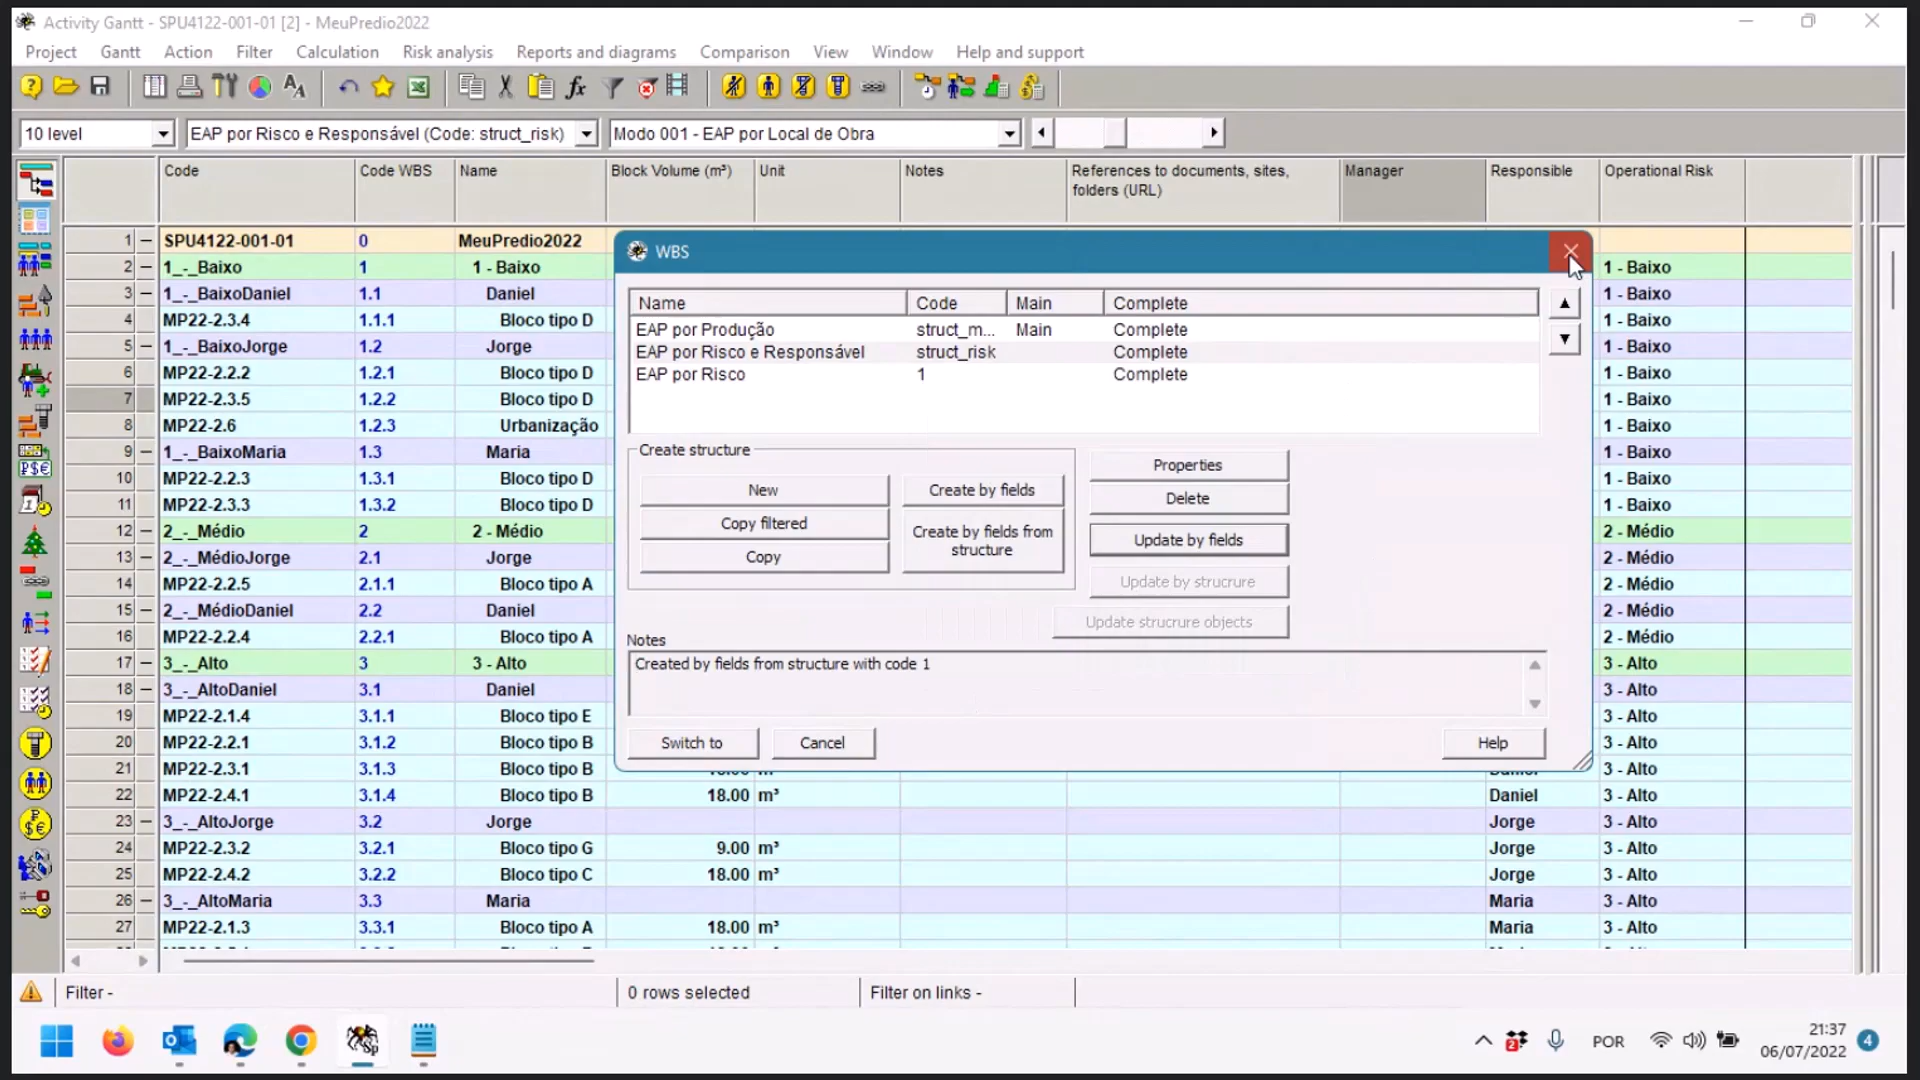 Activity Gantt - SPU4122-001-01 [2] - MeuPredio2022
Project Gantt Action Filter Calculation Risk analysis Reports and diagrams Comparison View Window Help and support
10 level EAP por Risco e Responsável (Code: struct_risk) Modo 001 - EAP por Local de Obra
Code Code WBS Name Block Volume (m³) Unit Notes References to documents, sites, folders (URL) Manager Responsible Operational Risk
1 SPU4122-001-01 0 MeuPredio2022
2 1_-_Baixo 1 1 - Baixo 1 - Baixo
3 1_-_BaixoDaniel 1.1 Daniel 1 - Baixo
4 MP22-2.3.4 1.1.1 Bloco tipo D 1 - Baixo
5 1_-_BaixoJorge 1.2 Jorge 1 - Baixo
6 MP22-2.2.2 1.2.1 Bloco tipo D 1 - Baixo
7 MP22-2.3.5 1.2.2 Bloco tipo D 1 - Baixo
8 MP22-2.6 1.2.3 Urbanização 1 - Baixo
9 1_-_BaixoMaria 1.3 Maria 1 - Baixo
10 MP22-2.2.3 1.3.1 Bloco tipo D 1 - Baixo
11 MP22-2.3.3 1.3.2 Bloco tipo D 1 - Baixo
12 2_-_Médio 2 2 - Médio 2 - Médio
13 2_-_MédioJorge 2.1 Jorge 2 - Médio
14 MP22-2.2.5 2.1.1 Bloco tipo A 2 - Médio
15 2_-_MédioDaniel 2.2 Daniel 2 - Médio
16 MP22-2.2.4 2.2.1 Bloco tipo A 2 - Médio
17 3_-_Alto 3 3 - Alto 3 - Alto
18 3_-_AltoDaniel 3.1 Daniel 3 - Alto
19 MP22-2.1.4 3.1.1 Bloco tipo E 3 - Alto
20 MP22-2.2.1 3.1.2 Bloco tipo B 3 - Alto
21 MP22-2.3.1 3.1.3 Bloco tipo B 3 - Alto
22 MP22-2.4.1 3.1.4 Bloco tipo B 18.00 m³ Daniel 3 - Alto
23 3_-_AltoJorge 3.2 Jorge Jorge 3 - Alto
24 MP22-2.3.2 3.2.1 Bloco tipo G 9.00 m³ Jorge 3 - Alto
25 MP22-2.4.2 3.2.2 Bloco tipo C 18.00 m³ Jorge 3 - Alto
26 3_-_AltoMaria 3.3 Maria Maria 3 - Alto
27 MP22-2.1.3 3.3.1 Bloco tipo A 18.00 m³ Maria 3 - Alto
WBS
Name Code Main Complete
EAP por Produção struct_m... Main Complete
EAP por Risco e Responsável struct_risk Complete
EAP por Risco 1 Complete
Create structure
New
Copy filtered
Copy
Create by fields
Create by fields from structure
Properties
Delete
Update by fields
Update by strucrure
Update strucrure objects
Notes
Created by fields from structure with code 1
Switch to Cancel Help
Filter - 0 rows selected Filter on links -
POR
21:37
06/07/2022
4